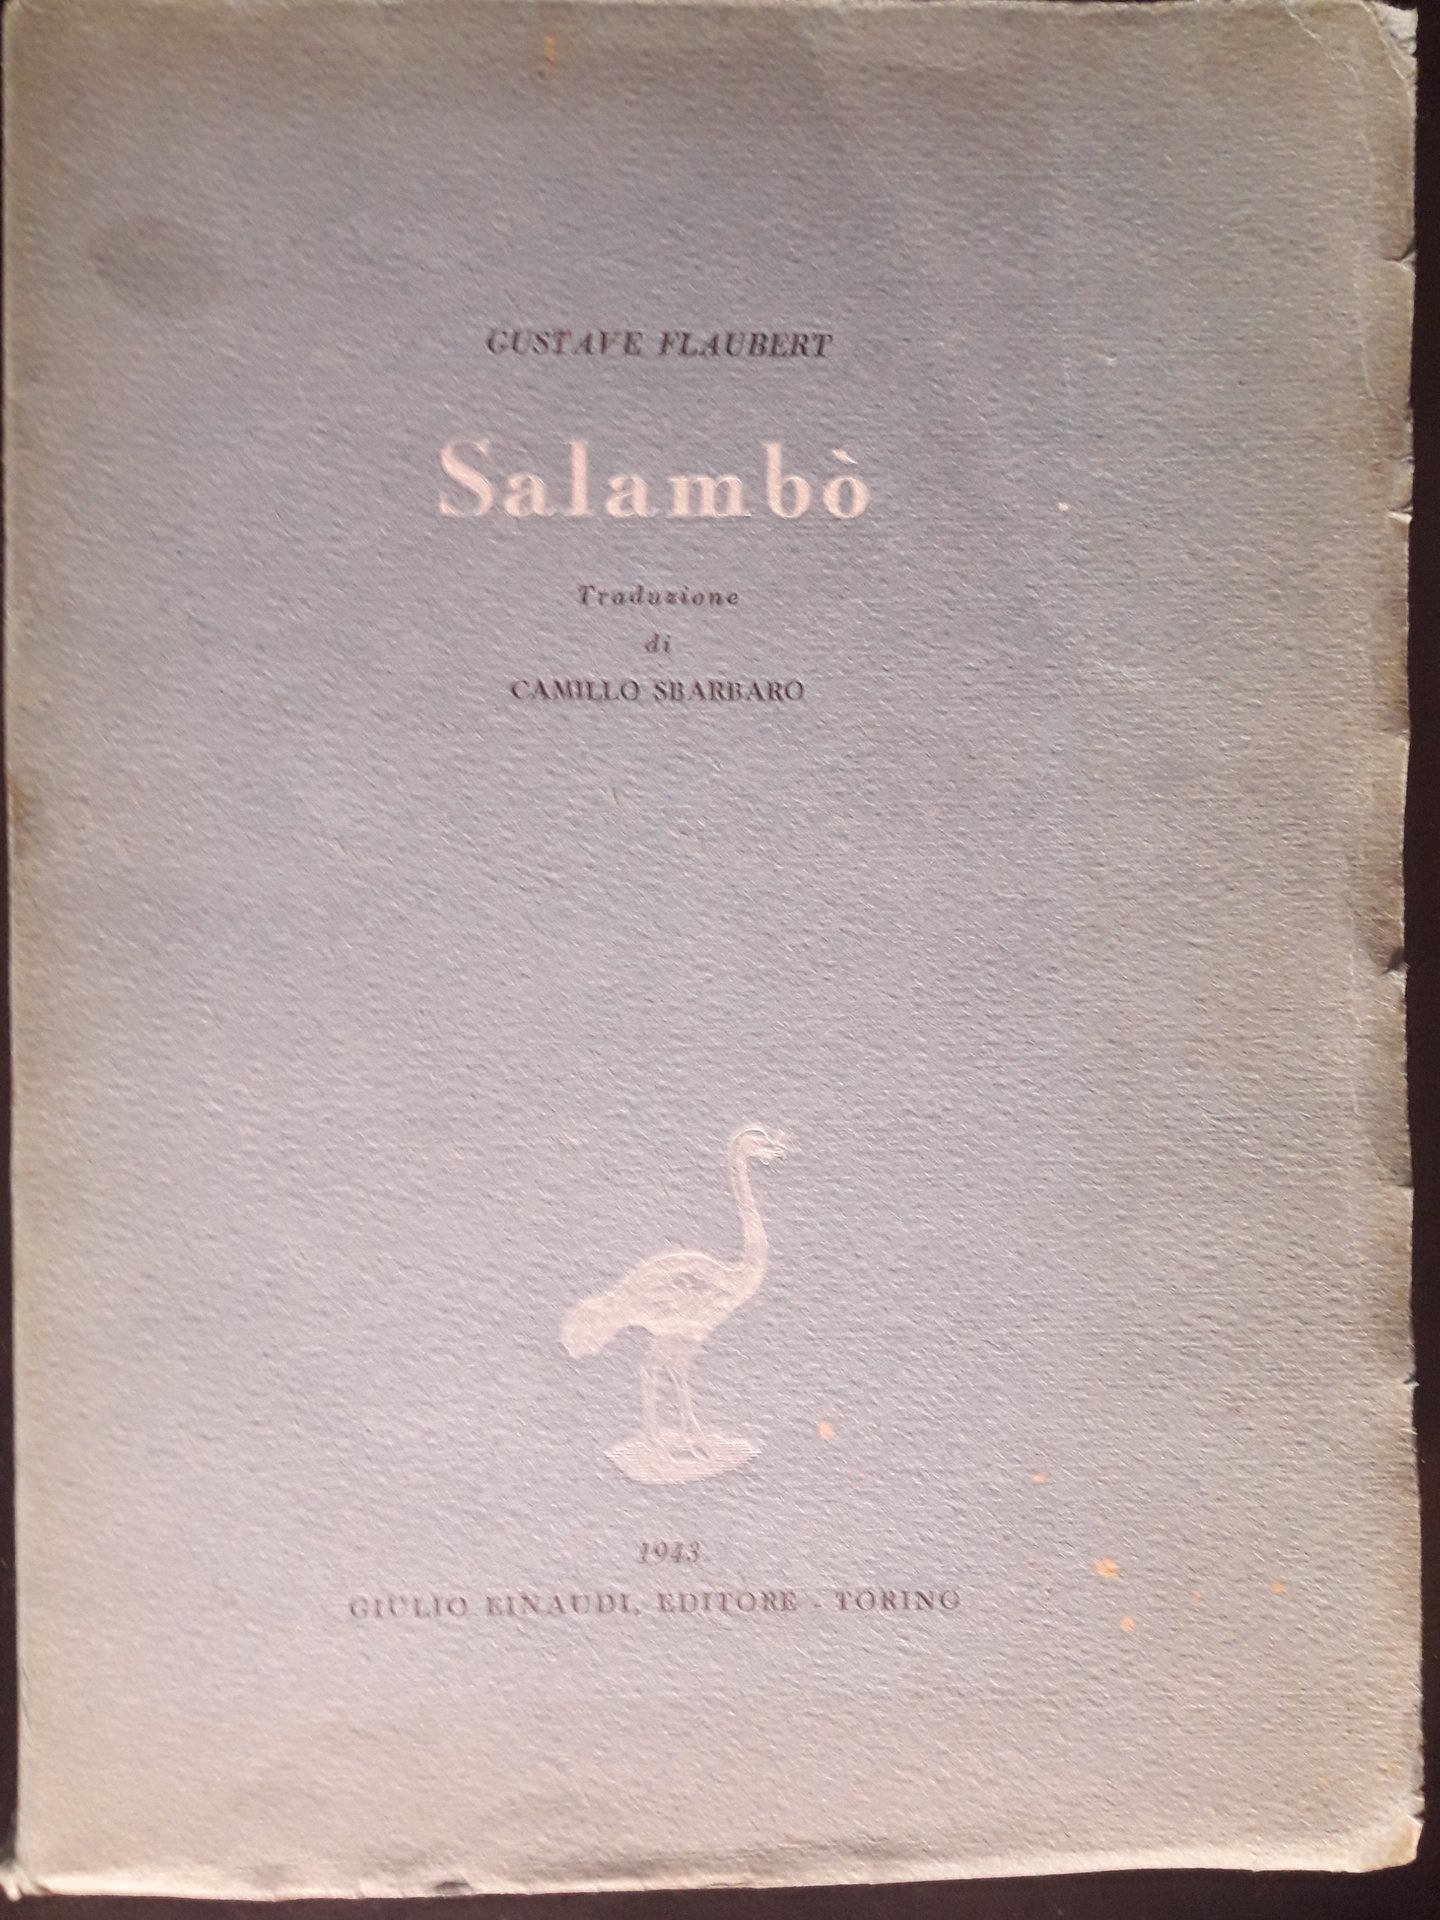 GUSTAVE FLAUBERT
Salambò
Traduzione
di
CAMILLO SBARBARO
1943
GIULIO EINAUDI, EDITORE - TORINO